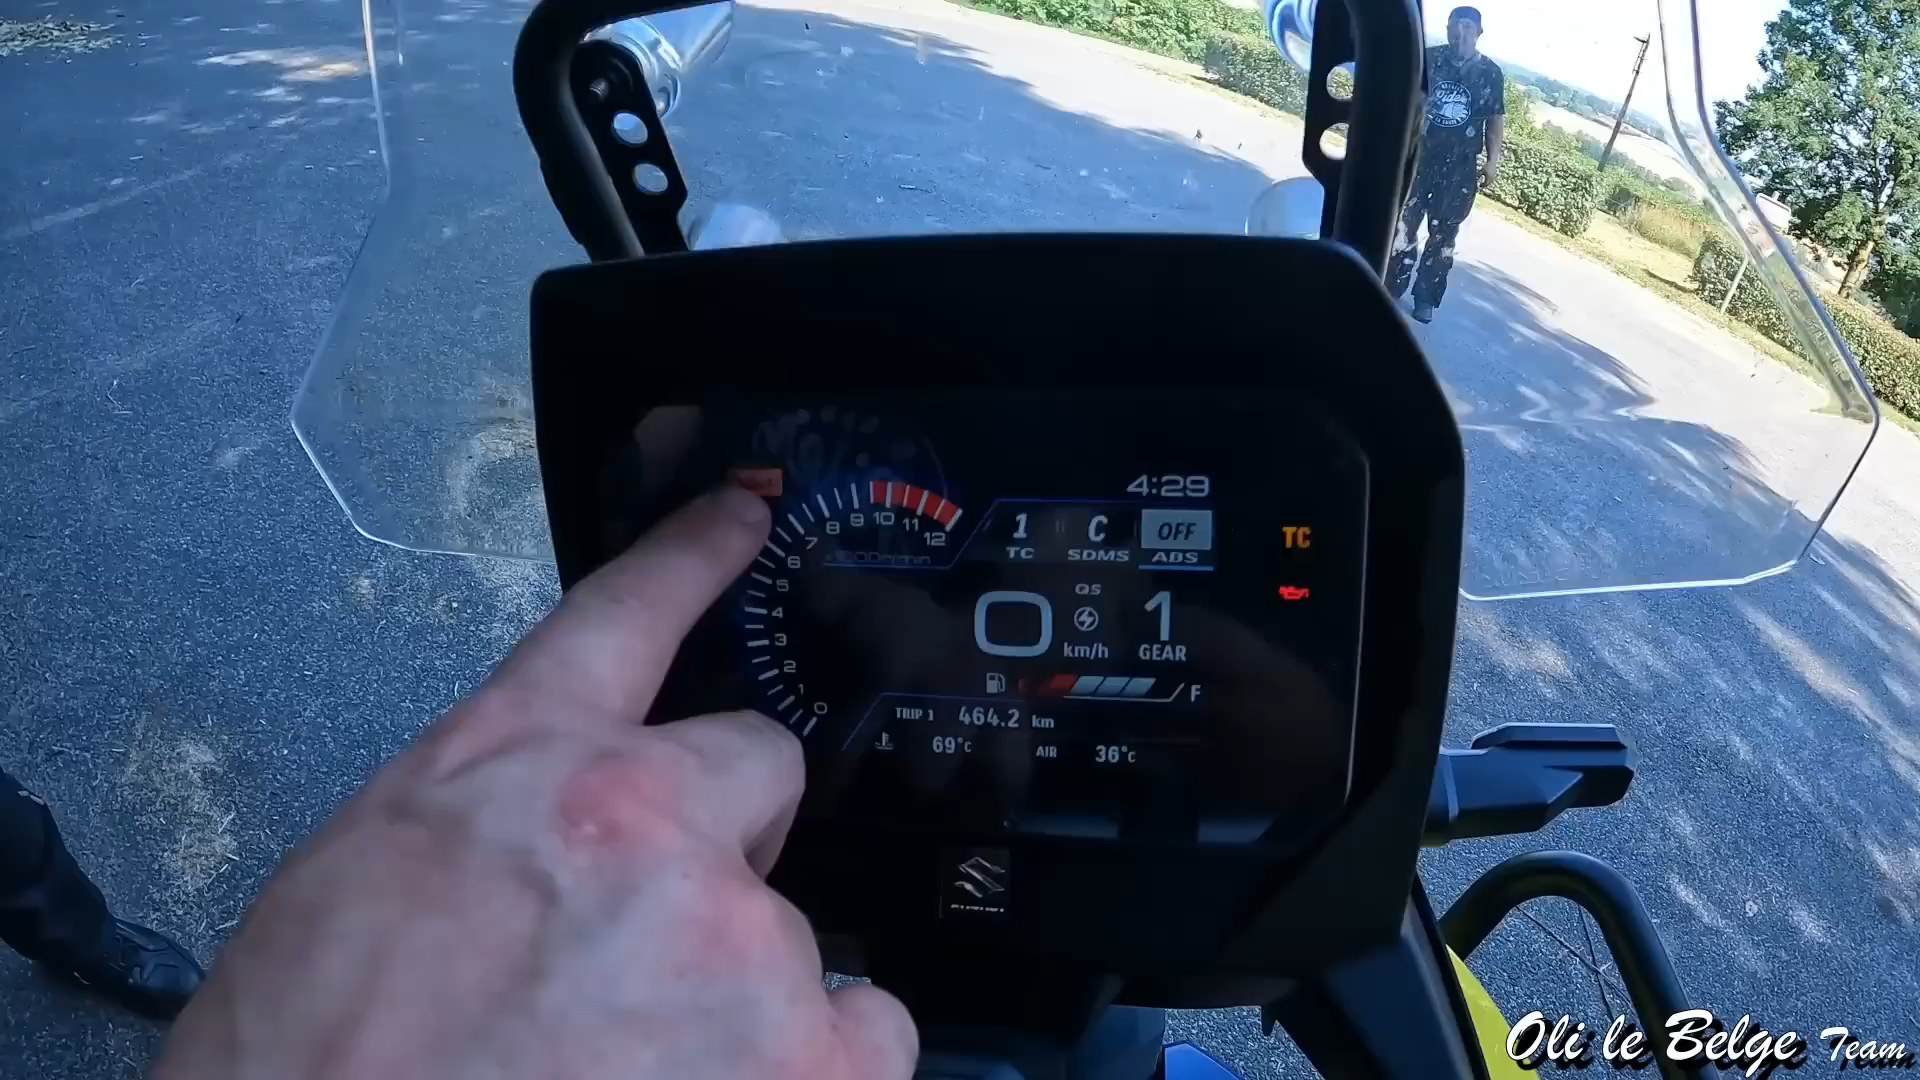 4:29
1 C OFF
TC SDMS ABS
TC
0 1 2 3 4 5 6 7 8 9 10 11 12
QS
0 km/h
1
GEAR
F
TRIP 1 464.2 km
69°C AIR 36°C
SUZUKI
Oli le Belge Team